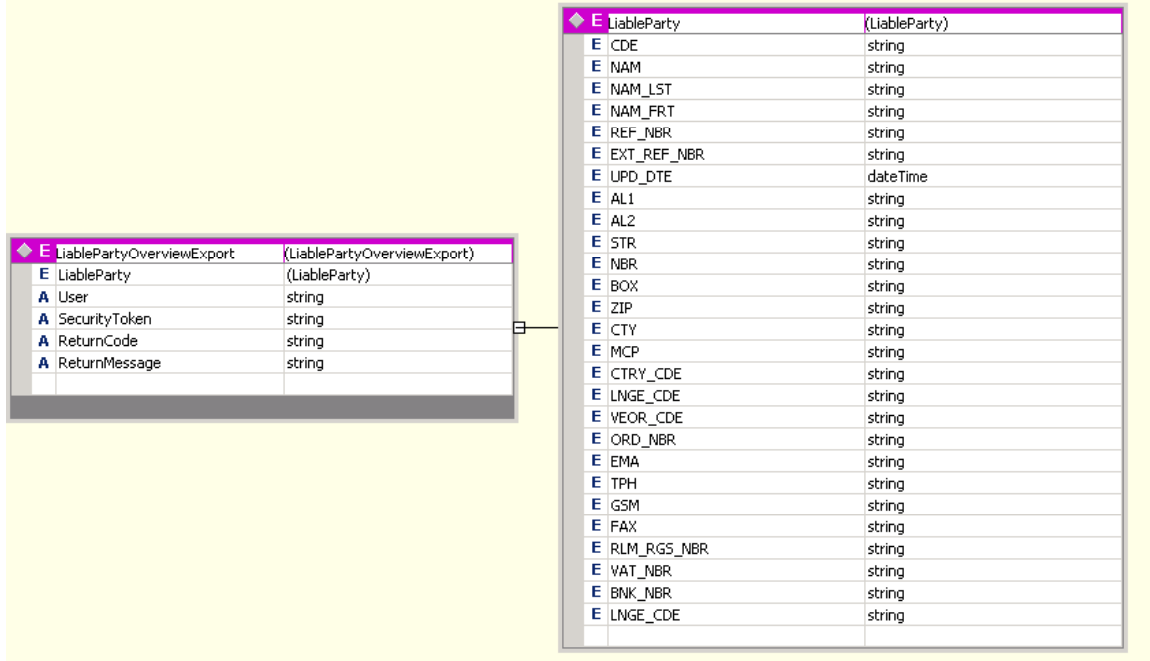 E LiablePartyOverviewExport (LiablePartyOverviewExport)
E LiableParty (LiableParty)
A User string
A SecurityToken string
A ReturnCode string
A ReturnMessage string
E LiableParty (LiableParty)
E CDE string
E NAM string
E NAM_LST string
E NAM_FRT string
E REF_NBR string
E EXT_REF_NBR string
E UPD_DTE dateTime
E AL1 string
E AL2 string
E STR string
E NBR string
E BOX string
E ZIP string
E CTY string
E MCP string
E CTRY_CDE string
E LNGE_CDE string
E VEOR_CDE string
E ORD_NBR string
E EMA string
E TPH string
E GSM string
E FAX string
E RLM_RGS_NBR string
E VAT_NBR string
E BNK_NBR string
E LNGE_CDE string